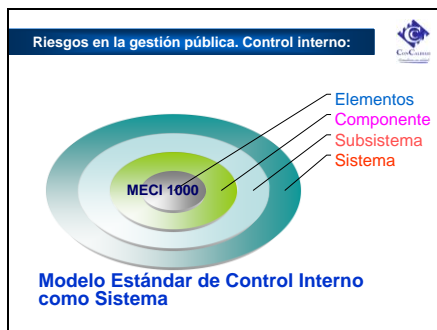 Riesgos en la gestión pública. Control interno:
Elementos
Componente
Subsistema
Sistema
MECI 1000
Modelo Estándar de Control Interno
como Sistema